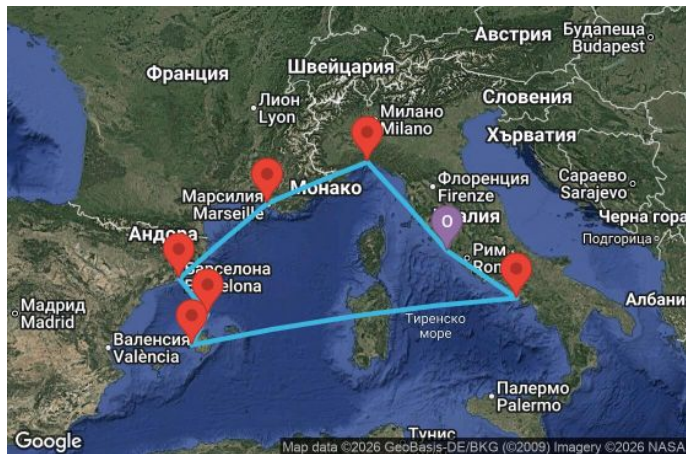 Австрия
Будапеща
Budapest
Франция
Швейцария
Лион
Lyon
Словения
Милано
Milano
Хърватия
Монако
Флоренция
Firenze
Сараево
Sarajevo
Марсилия
Marseille
алия
O
Черна гора
Подгорица
Андора
Рим
Барселона
Мадрид
Madrid
Албани
Валенсия
València
Тиренско
море
Палермо
Palermo
Тунис
Google
Map data ©2026 GeoBasis-DE/BKG (©2009) Imagery ©2026 NASA